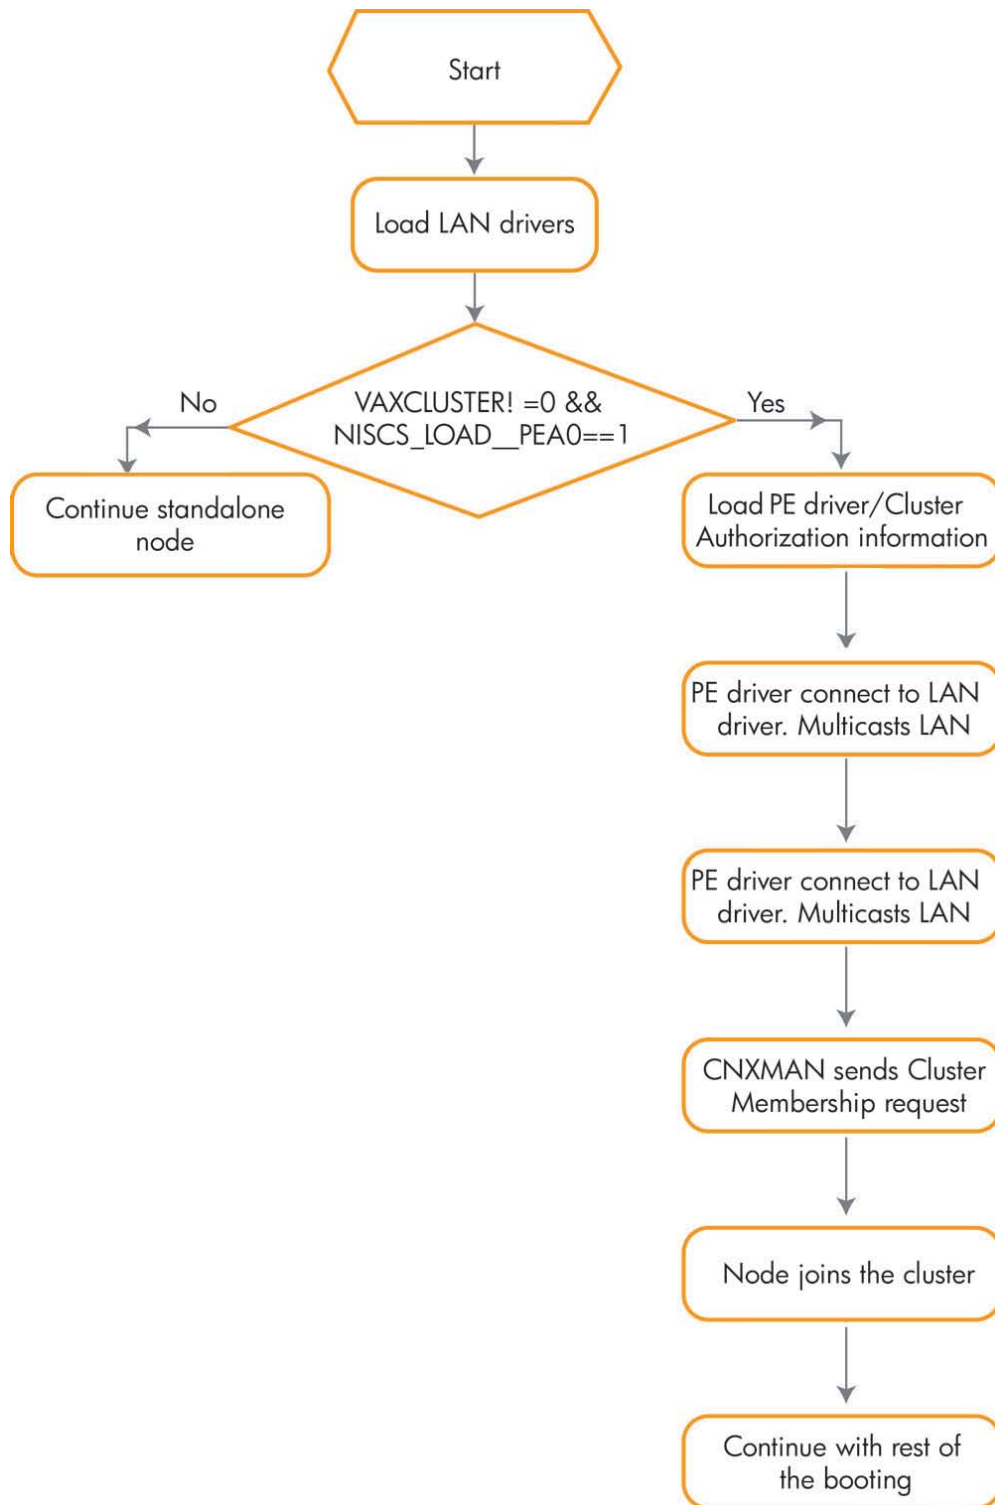 Start
Load LAN drivers
VAXCLUSTER! =0 &&
NISCS_LOAD__PEA0==1
No
Yes
Continue standalone
node
Load PE driver/Cluster
Authorization information
PE driver connect to LAN
driver. Multicasts LAN
PE driver connect to LAN
driver. Multicasts LAN
CNXMAN sends Cluster
Membership request
Node joins the cluster
Continue with rest of
the booting